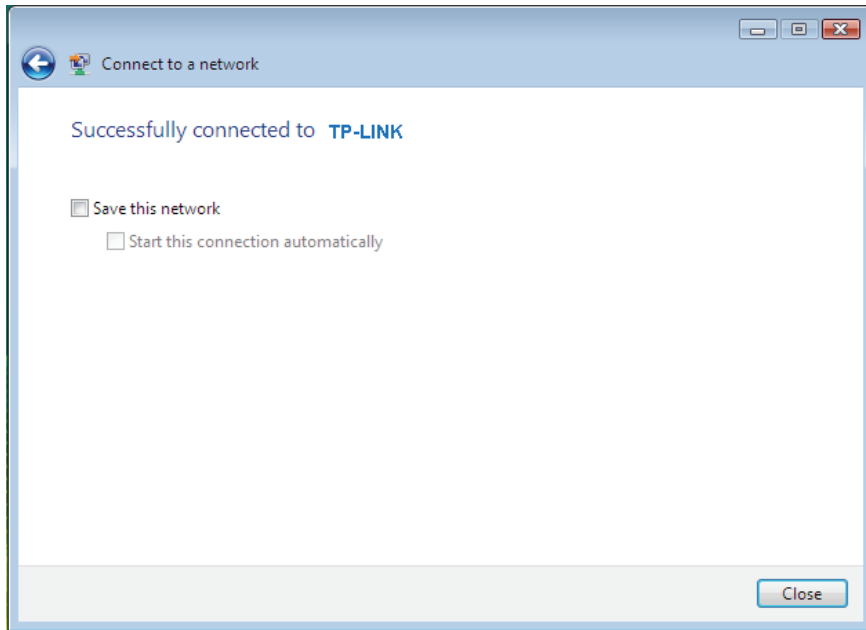 Connect to a network
Successfully connected to TP-LINK
Save this network
Start this connection automatically
Close